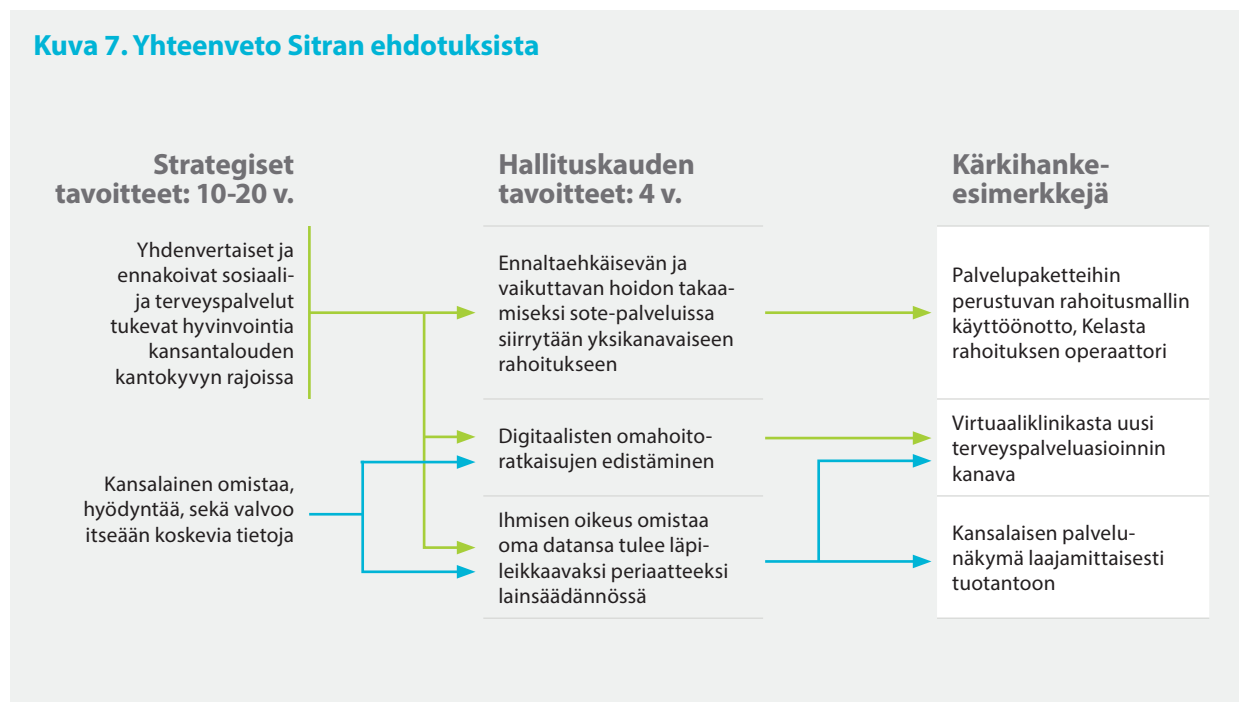 Kuva 7. Yhteenveto Sitran ehdotuksista
Strategiset
tavoitteet: 10-20 v.
Yhdenvertaiset ja
ennakoivat sosiaali-
ja terveyspalvelut
tukevat hyvinvointia
kansantalouden
kantokyvyn rajoissa
Kansalainen omistaa,
hyödyntää, sekä valvoo
itseään koskevia tietoja
Hallituskauden
tavoitteet: 4 v.
Ennaltaehkäisevän ja
vaikuttavan hoidon takaa-
miseksi sote-palveluissa
siirrytään yksikanavaiseen
rahoitukseen
Digitaalisten omahoito-
ratkaisujen edistäminen
Ihmisen oikeus omistaa
oma datansa tulee läpi-
leikkaavaksi periaatteeksi
lainsäädännössä
Kärkihanke-
esimerkkejä
Palvelupaketteihin
perustuvan rahoitusmallin
käyttöönotto, Kelasta
rahoituksen operaattori
Virtuaaliklinikasta uusi
terveyspalveluasioinnin
kanava
Kansalaisen palvelu-
näkymä laajamittaisesti
tuotantoon